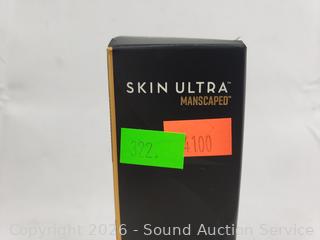 SKIN ULTRA™
MANSCAPED™
322.
4100
Copyright 2026 - Sound Auction Service